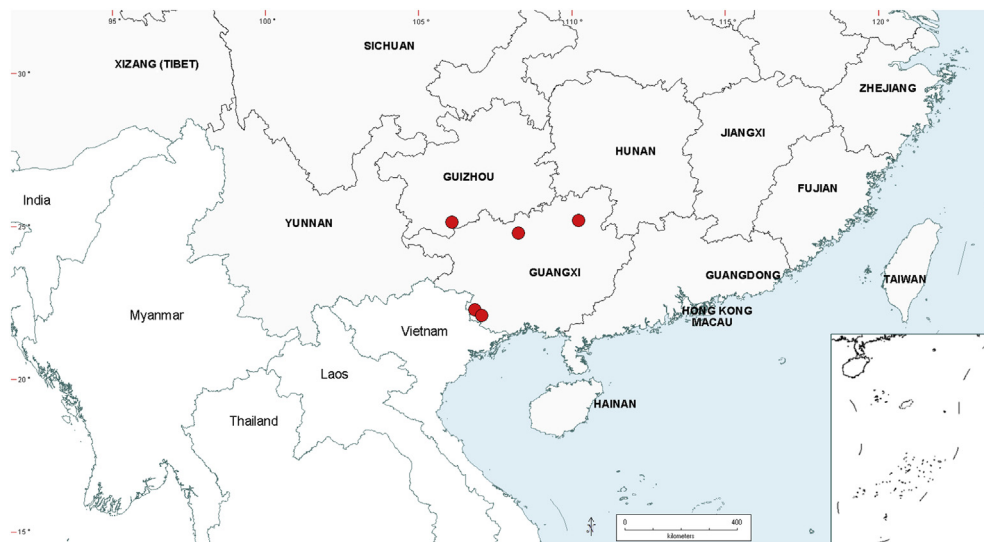 95 100 105 110 115 120
SICHUAN
XIZANG (TIBET)
30°
ZHEJIANG
JIANGXI
HUNAN
GUIZHOU
FUJIAN
India
YUNNAN
25°
GUANGXI
GUANGDONG
TAIWAN
Myanmar
HONG KONG
MACAU
Vietnam
Laos
20°
HAINAN
Thailand
0 400
kilometers
15°